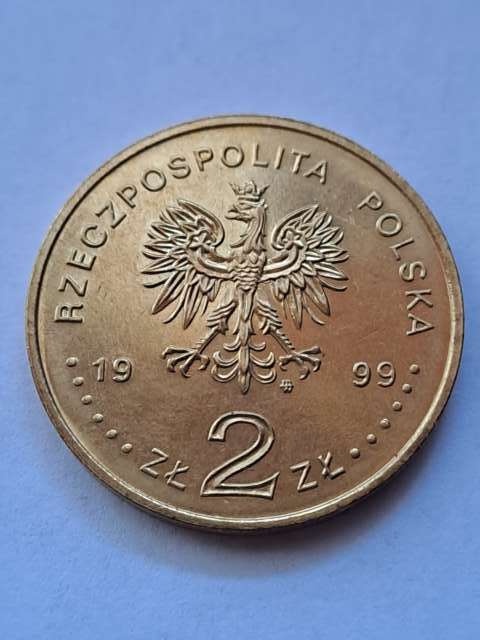 RZECZPOSPOLITA POLSKA
19 99
ZŁ 2 ZŁ